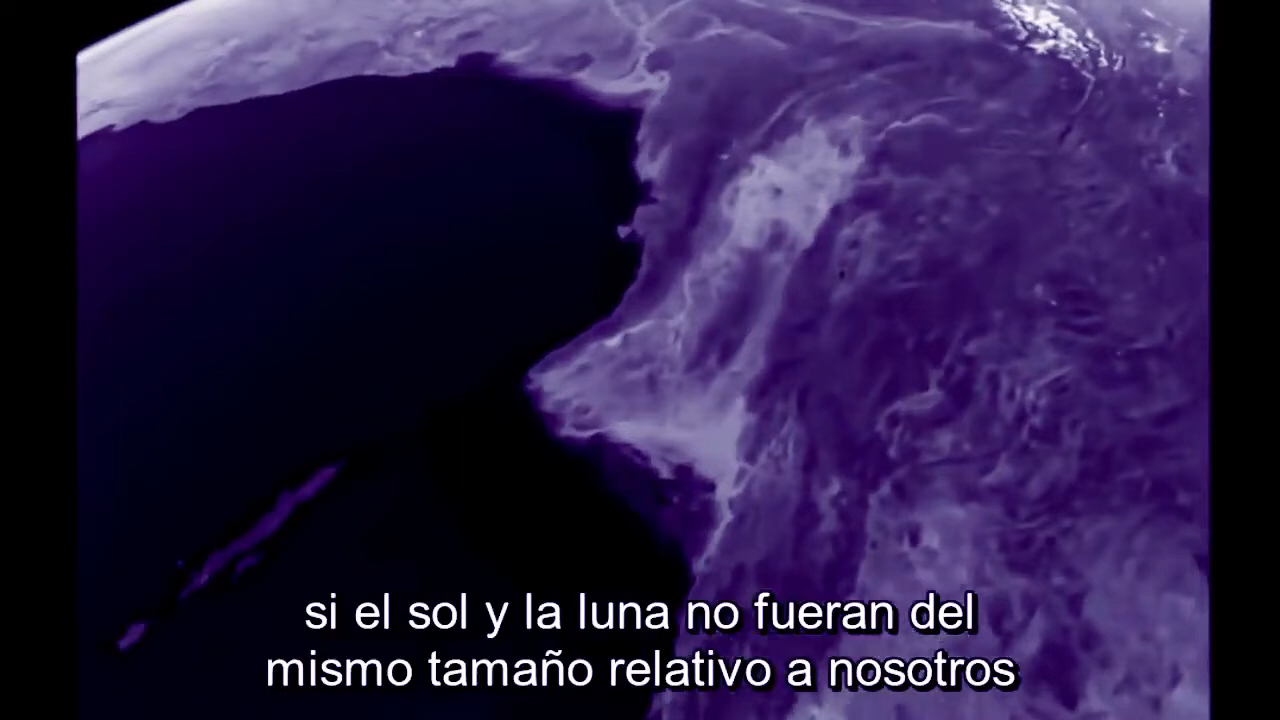 si el sol y la luna no fueran del
mismo tamaño relativo a nosotros